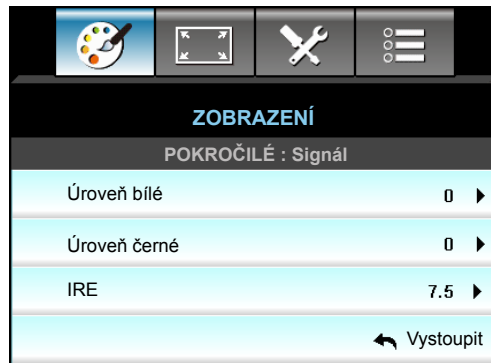 ZOBRAZENÍ
POKROČILÉ : Signál
Úroveň bílé 0
Úroveň černé 0
IRE 7.5
Vystoupit